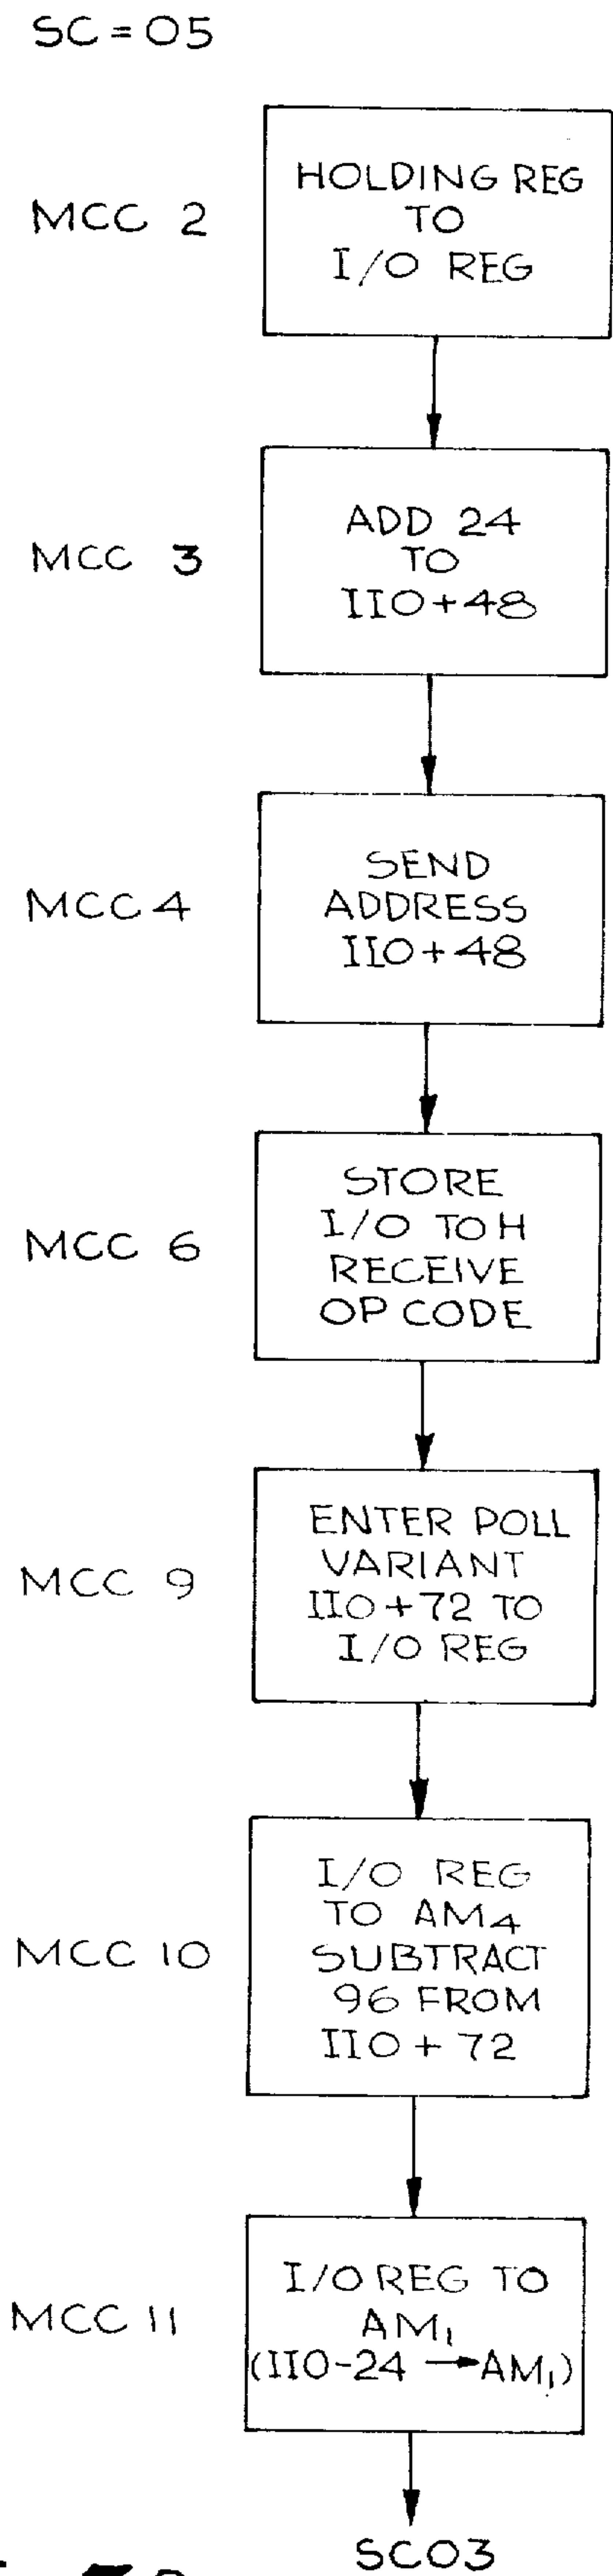 SC = 05
MCC 2
HOLDING REG
TO
I/O REG
MCC 3
ADD 24
TO
IIO+48
MCC 4
SEND
ADDRESS
IIO+48
MCC 6
STORE
I/O TO H
RECEIVE
OP CODE
MCC 9
ENTER POLL
VARIANT
IIO+72 TO
I/O REG
MCC 10
I/O REG
TO AM4
SUBTRACT
96 FROM
IIO + 72
MCC 11
I/O REG TO
AM1
(IIO-24 → AM1)
SC03